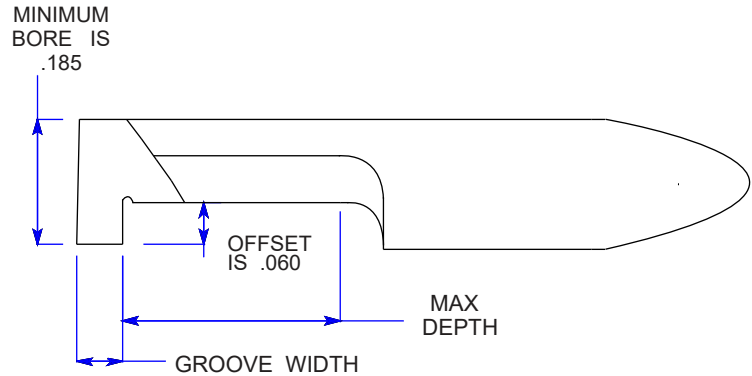 MINIMUM
BORE IS
.185
OFFSET
IS .060
MAX
DEPTH
GROOVE WIDTH